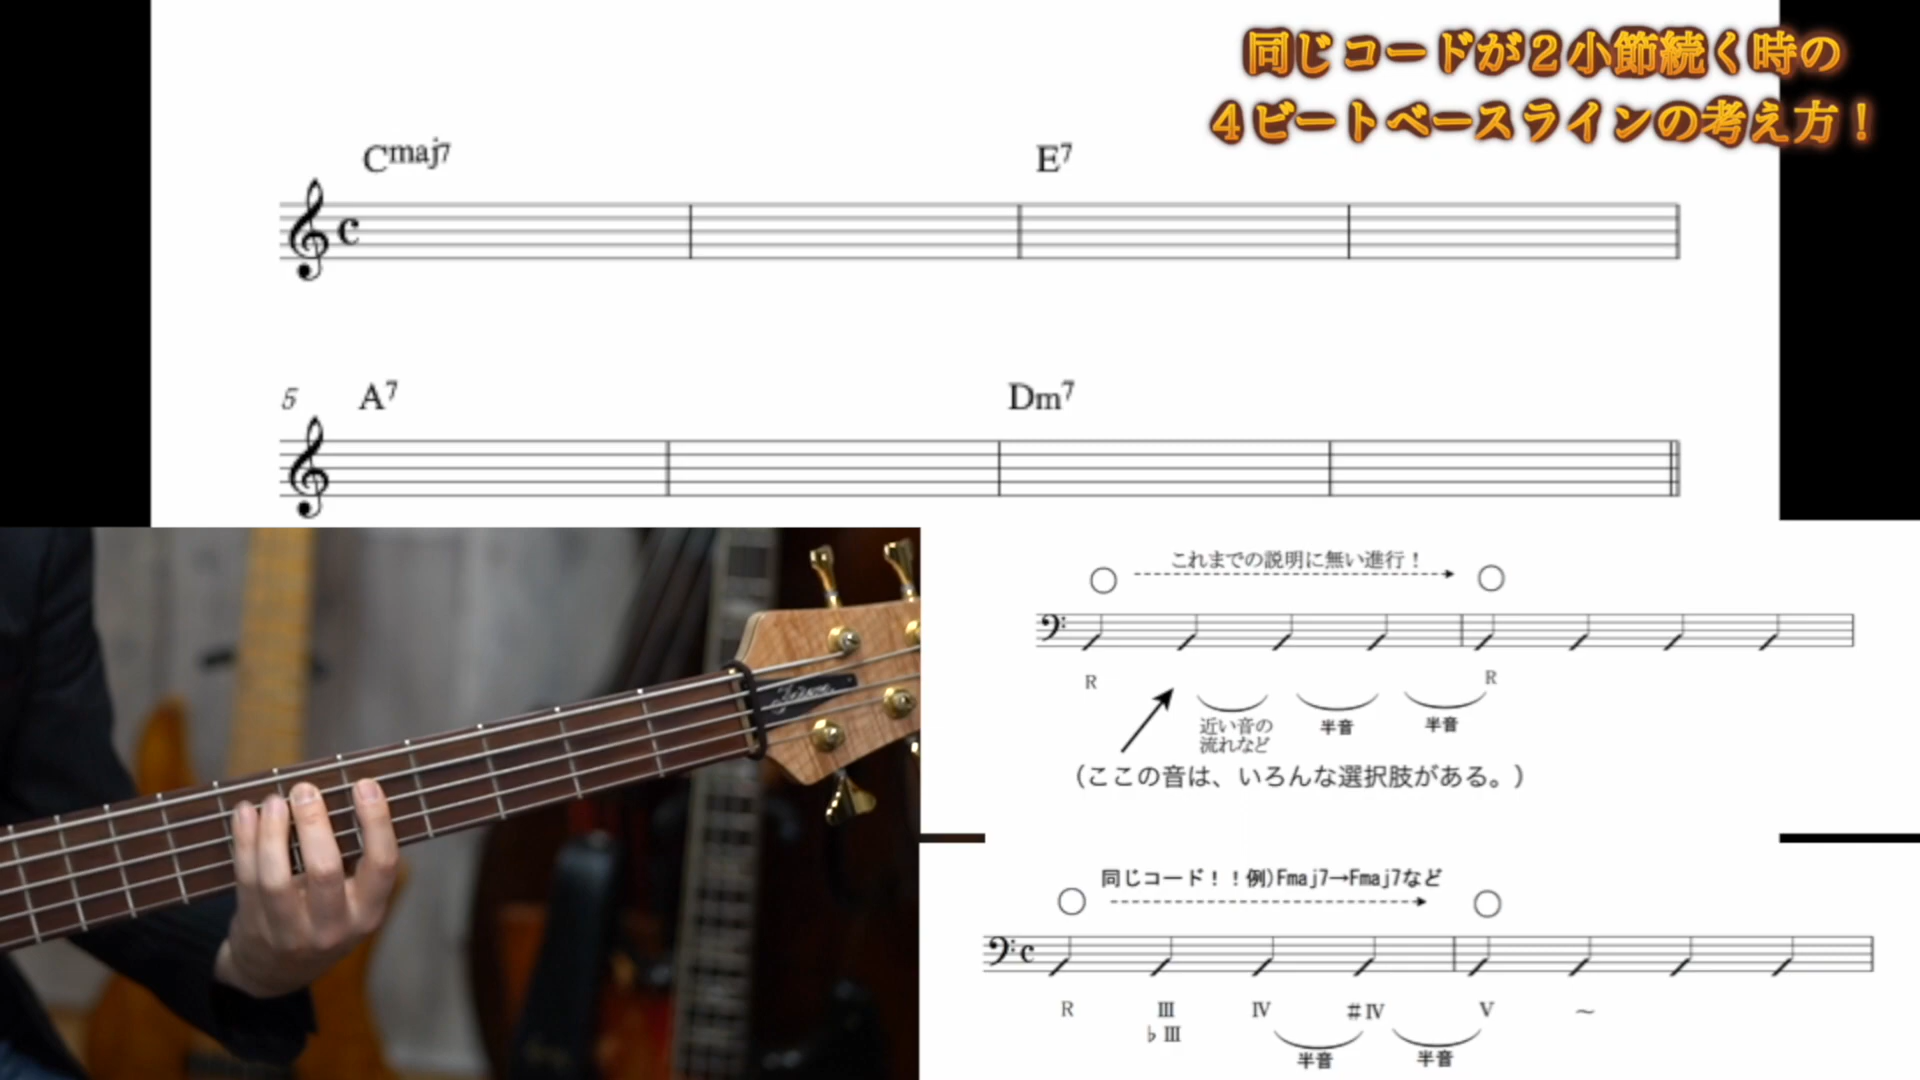 同じコードが２小節続く時の
４ビートベースラインの考え方！
Cmaj7 E7
5 A7 Dm7
これまでの説明に無い進行！
R R
近い音の 半音 半音
流れなど
（ここの音は、いろんな選択肢がある。）
同じコード！！例)Fmaj7→Fmaj7など
R Ⅲ Ⅳ ♯Ⅳ Ⅴ ～
♭Ⅲ
半音 半音